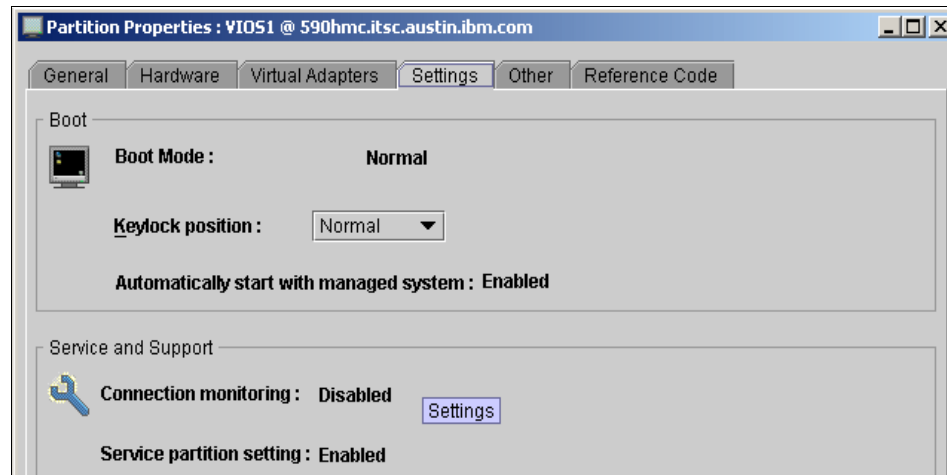 Partition Properties : VIOS1 @ 590hmc.itsc.austin.ibm.com
General Hardware Virtual Adapters Settings Other Reference Code
Boot
Boot Mode : Normal
Keylock position : Normal
Automatically start with managed system : Enabled
Service and Support
Connection monitoring : Disabled
Settings
Service partition setting : Enabled